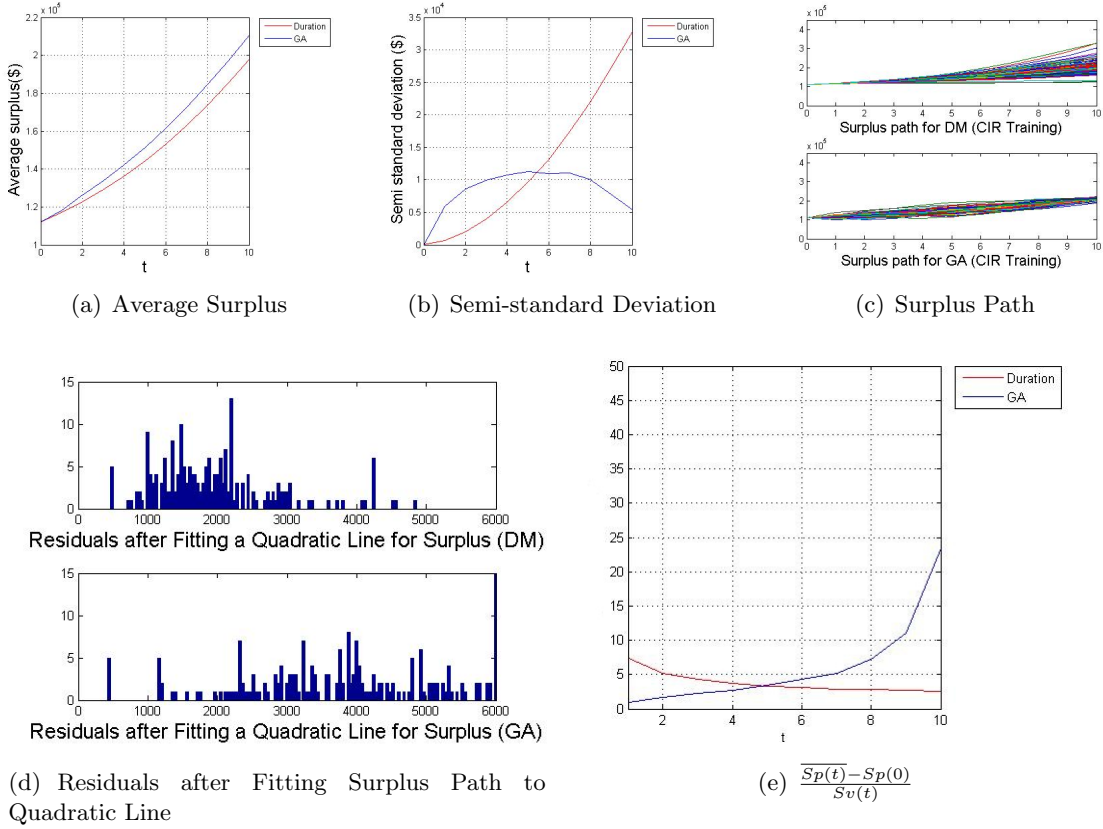 x 10⁵
2.2
2
1.8
1.6
1.4
1.2
1
0 2 4 6 8 10
Average surplus($)
t
Duration
GA
(a) Average Surplus
x 10⁴
3.5
3
2.5
2
1.5
1
0.5
0
0 2 4 6 8 10
Semi standard deviation ($)
t
Duration
GA
(b) Semi-standard Deviation
x 10⁵
4
3
2
1
0
0 1 2 3 4 5 6 7 8 9 10
Surplus path for DM (CIR Training)
x 10⁵
4
3
2
1
0
0 1 2 3 4 5 6 7 8 9 10
Surplus path for GA (CIR Training)
(c) Surplus Path
15
10
5
0
0 1000 2000 3000 4000 5000 6000
Residuals after Fitting a Quadratic Line for Surplus (DM)
15
10
5
0
0 1000 2000 3000 4000 5000 6000
Residuals after Fitting a Quadratic Line for Surplus (GA)
(d) Residuals after Fitting Surplus Path to
Quadratic Line
50
45
40
35
30
25
20
15
10
5
0
2 4 6 8 10
t
Duration
GA
(e) $\frac{\overline{Sp(t)}-Sp(0)}{Sv(t)}$